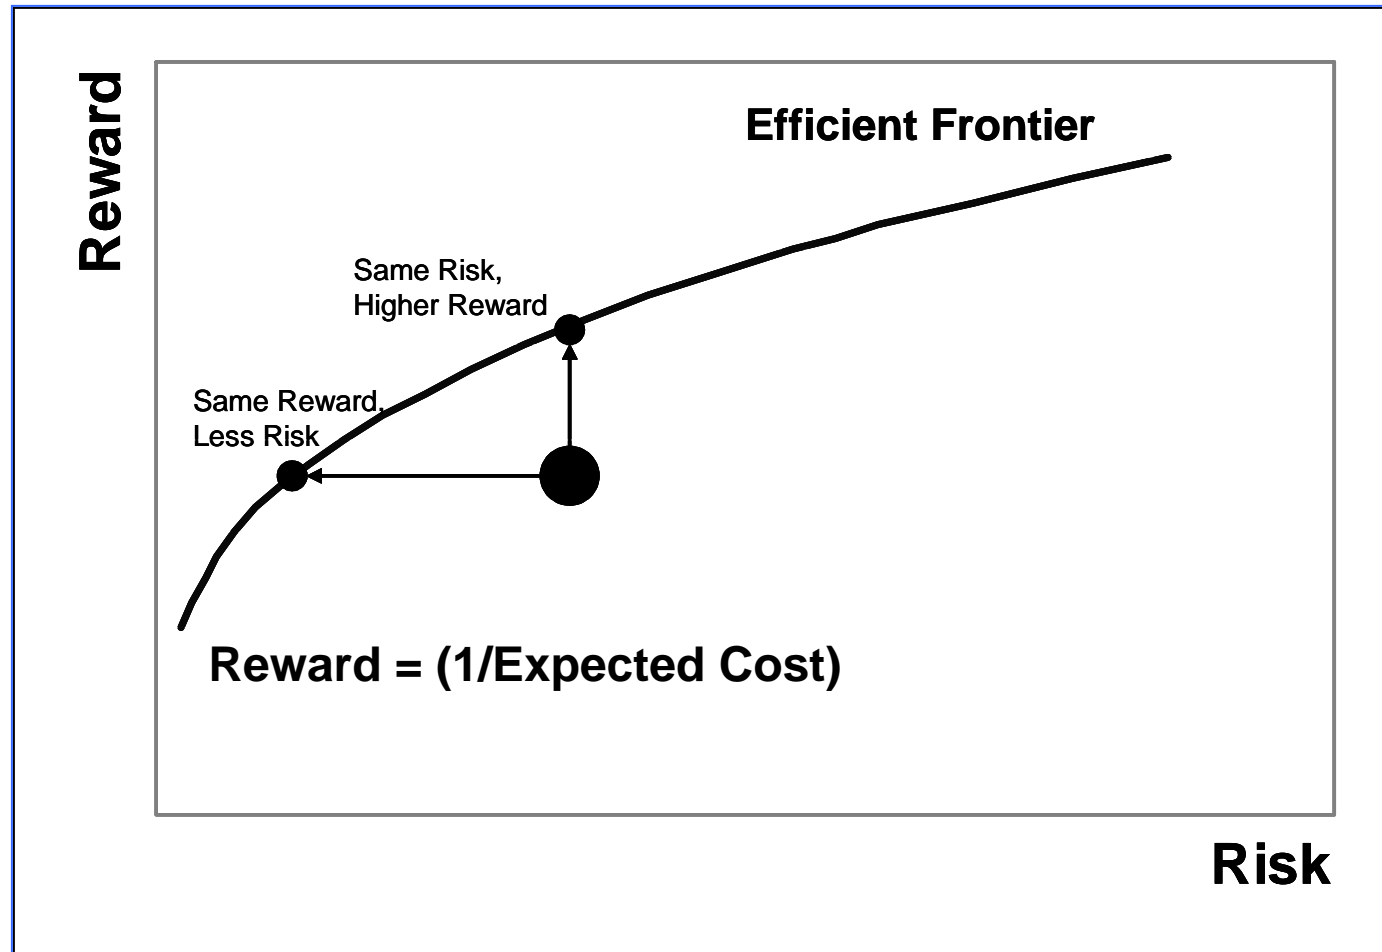 Reward
Efficient Frontier
Same Risk,
Higher Reward
Same Reward,
Less Risk
Reward = (1/Expected Cost)
Risk